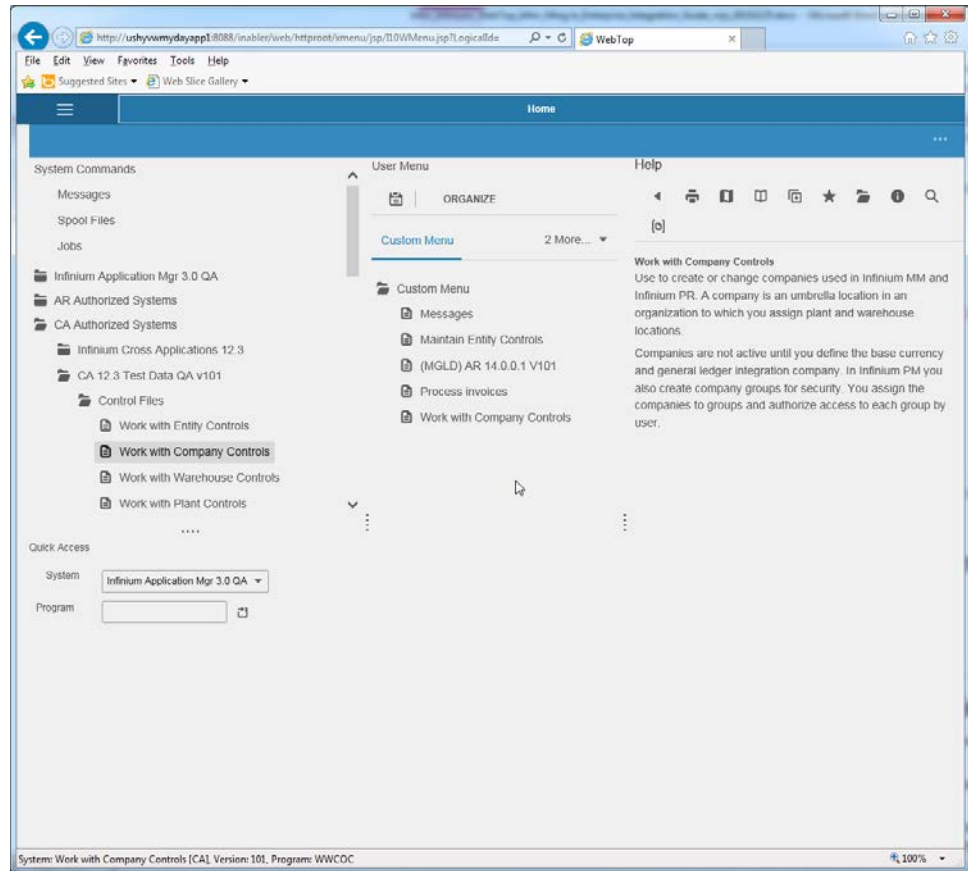 http://ushyvwmydayapp1:8088/inabler/web/httproot/xmenu/jsp/I10WMenu.jsp?LogicalId=
WebTop
File Edit View Favorites Tools Help
Suggested Sites Web Slice Gallery
Home
System Commands
Messages
Spool Files
Jobs
Infinium Application Mgr 3.0 QA
AR Authorized Systems
CA Authorized Systems
Infinium Cross Applications 12.3
CA 12.3 Test Data QA v101
Control Files
Work with Entity Controls
Work with Company Controls
Work with Warehouse Controls
Work with Plant Controls
User Menu
ORGANIZE
Custom Menu 2 More...
Custom Menu
Messages
Maintain Entity Controls
(MGLD) AR 14.0.0.1 V101
Process invoices
Work with Company Controls
Help
Work with Company Controls
Use to create or change companies used in Infinium MM and
Infinium PR. A company is an umbrella location in an
organization to which you assign plant and warehouse
locations.
Companies are not active until you define the base currency
and general ledger integration company. In Infinium PM you
also create company groups for security. You assign the
companies to groups and authorize access to each group by
user.
Quick Access
System Infinium Application Mgr 3.0 QA
Program
System: Work with Company Controls [CA], Version: 101, Program: WWCOC
100%